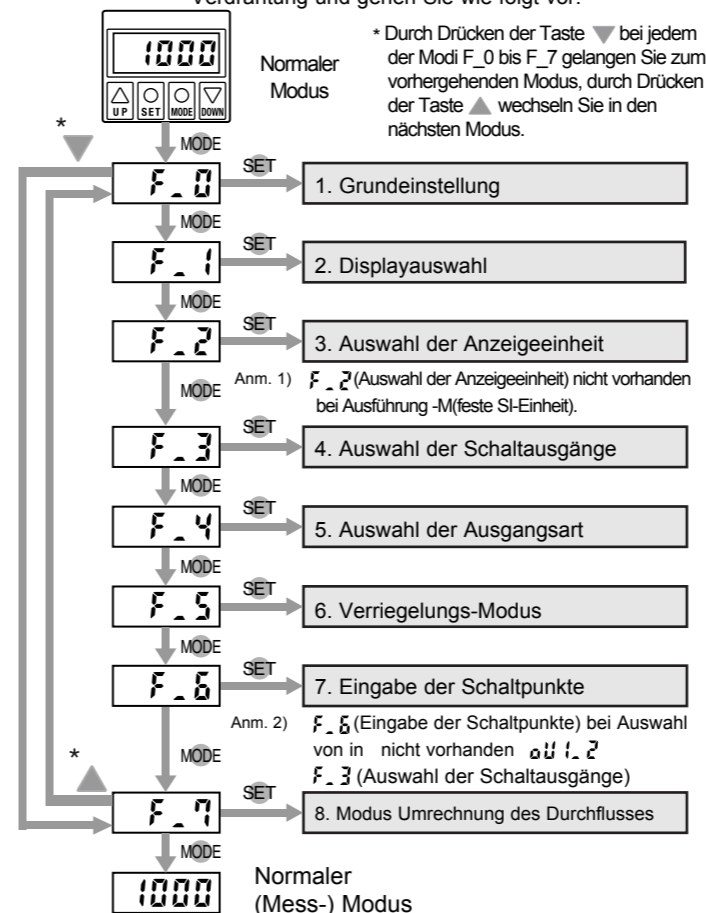 Verdrahtung und gehen Sie wie folgt vor:
1000
UP SET MODE DOWN
Normaler
Modus
* Durch Drücken der Taste ▼ bei jedem
der Modi F_0 bis F_7 gelangen Sie zum
vorhergehenden Modus, durch Drücken
der Taste ▲ wechseln Sie in den
nächsten Modus.
*
MODE
F_0
SET
1. Grundeinstellung
MODE
F_1
SET
2. Displayauswahl
MODE
F_2
SET
3. Auswahl der Anzeigeeinheit
Anm. 1) F_2(Auswahl der Anzeigeeinheit) nicht vorhanden
bei Ausführung -M(feste SI-Einheit).
MODE
F_3
SET
4. Auswahl der Schaltausgänge
MODE
F_4
SET
5. Auswahl der Ausgangsart
MODE
F_5
SET
6. Verriegelungs-Modus
MODE
F_6
SET
7. Eingabe der Schaltpunkte
Anm. 2) F_6(Eingabe der Schaltpunkte) bei Auswahl
von in nicht vorhanden oU1_2
F_3 (Auswahl der Schaltausgänge)
*
MODE
F_7
SET
8. Modus Umrechnung des Durchflusses
MODE
1000
Normaler
(Mess-) Modus